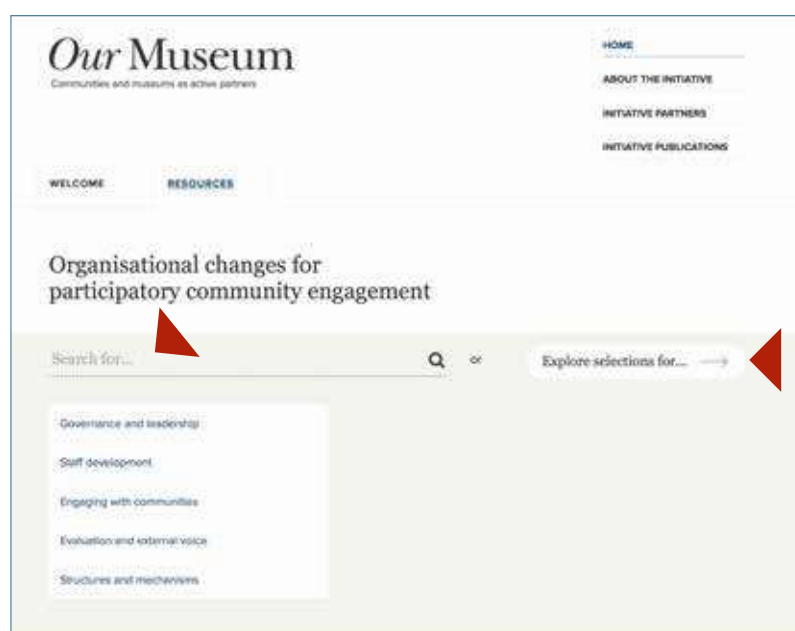 Our Museum
Communities and museums as active partners
HOME
ABOUT THE INITIATIVE
INITIATIVE PARTNERS
INITIATIVE PUBLICATIONS
WELCOME
RESOURCES
Organisational changes for
participatory community engagement
Search for...
or
Explore selections for...
Governance and leadership
Staff development
Engaging with communities
Evaluation and external voice
Structures and mechanisms